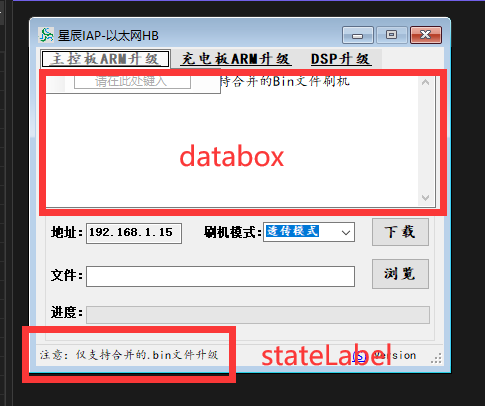 星辰IAP-以太网HB
主控板ARM升级 充电板ARM升级 DSP升级
请在此处键入 持合并的Bin文件刷机
databox
地址: 192.168.1.15 刷机模式: 透传模式 下载
文件: 浏览
进度:
注意: 仅支持合并的.bin文件升级 stateLabel (S) Version